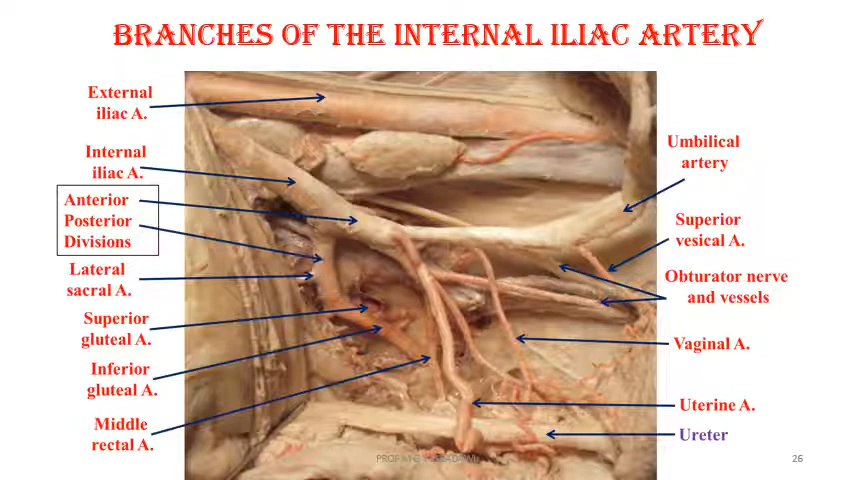 BRANCHES OF THE INTERNAL ILIAC ARTERY
External
iliac A.
Internal
iliac A.
Anterior
Posterior
Divisions
Lateral
sacral A.
Superior
gluteal A.
Inferior
gluteal A.
Middle
rectal A.
Umbilical
artery
Superior
vesical A.
Obturator nerve
and vessels
Vaginal A.
Uterine A.
Ureter
26